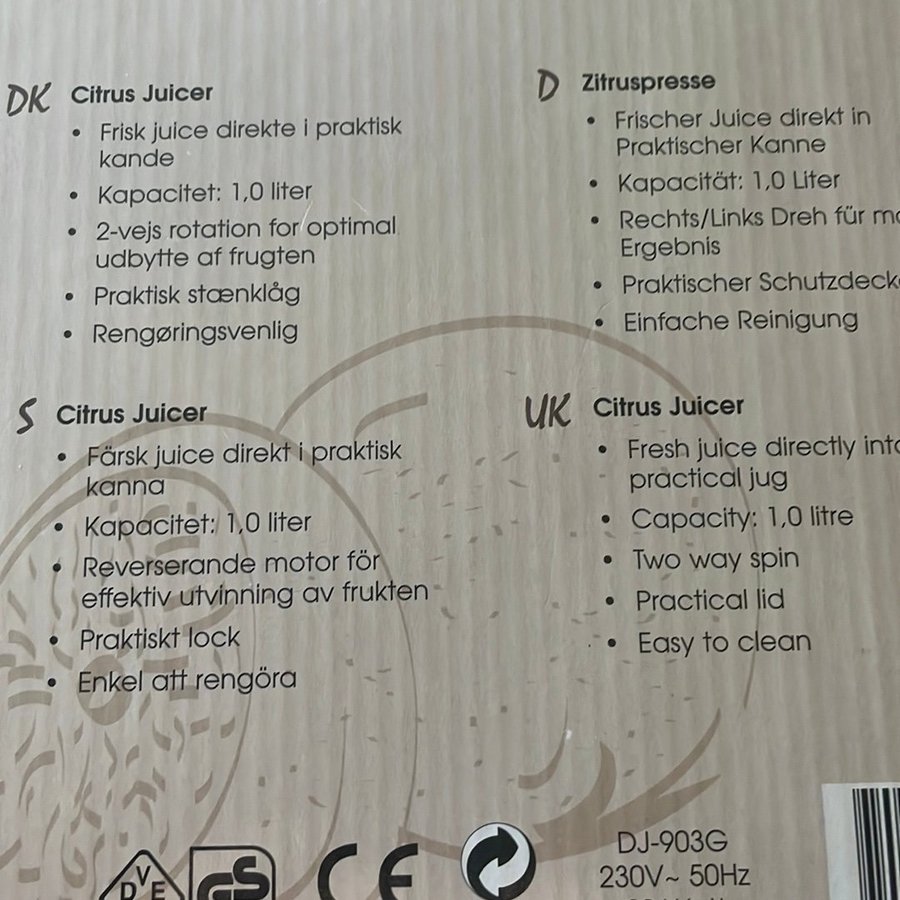 DK Citrus Juicer
• Frisk juice direkte i praktisk
kande
• Kapacitet: 1,0 liter
• 2-vejs rotation for optimal
udbytte af frugten
• Praktisk stænklåg
• Rengøringsvenlig
D Zitruspresse
• Frischer Juice direkt in
Praktischer Kanne
• Kapacität: 1,0 Liter
• Rechts/Links Dreh für
Ergebnis
• Praktischer
• Einfache Reinigung
S Citrus Juicer
• Färsk juice direkt i praktisk
kanna
• Kapacitet: 1,0 liter
• Reverserande motor för
effektiv utvinning av frukten
• Praktiskt lock
• Enkel att rengöra
UK Citrus Juicer
• Fresh juice directly
practical jug
• Capacity: 1,0 litre
• Two way spin
• Practical lid
• Easy to clean
DVE
GS
CE
DJ-903G
230V~ 50Hz